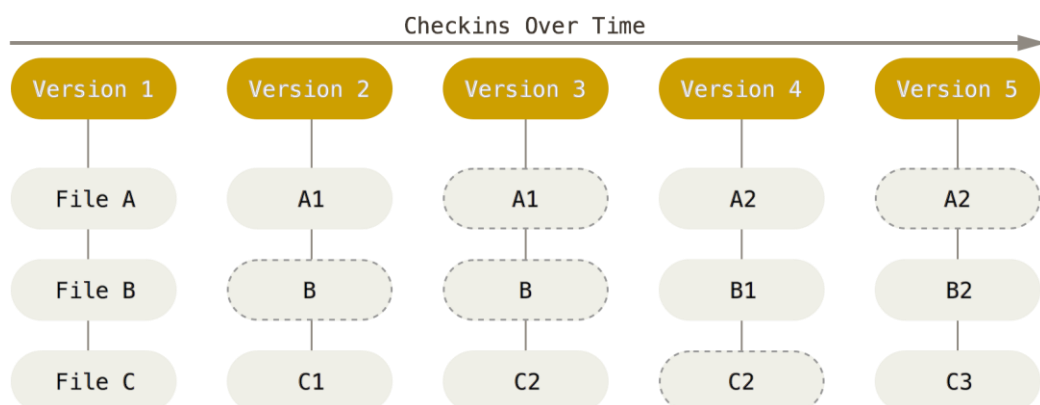 Checkins Over Time
Version 1 Version 2 Version 3 Version 4 Version 5
File A A1 A1 A2 A2
File B B B B1 B2
File C C1 C2 C2 C3